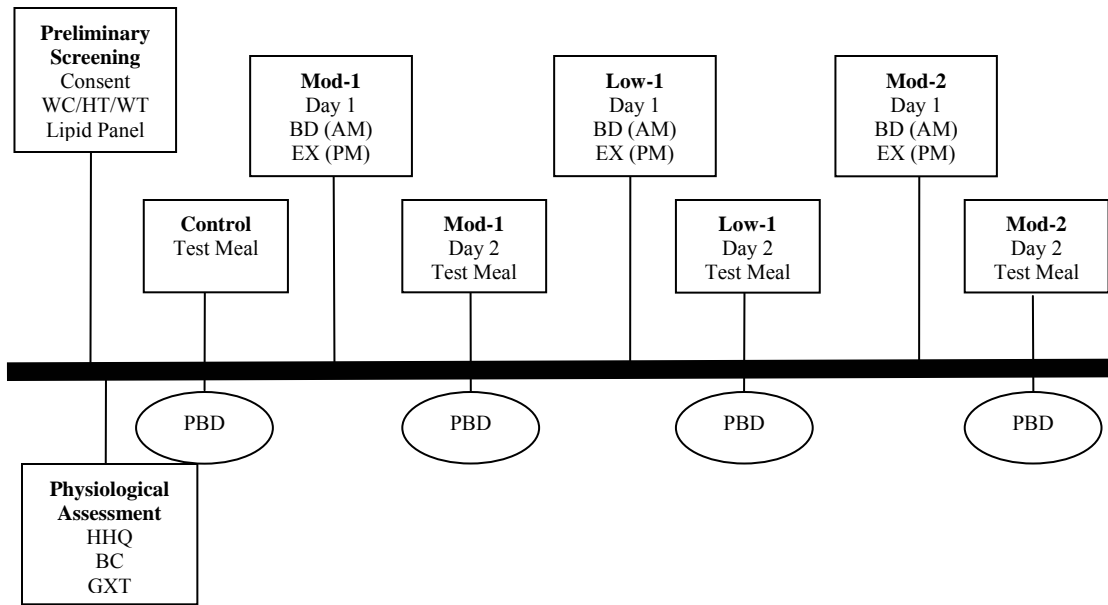 Preliminary
Screening
Consent
WC/HT/WT
Lipid Panel
Mod-1
Day 1
BD (AM)
EX (PM)
Low-1
Day 1
BD (AM)
EX (PM)
Mod-2
Day 1
BD (AM)
EX (PM)
Control
Test Meal
Mod-1
Day 2
Test Meal
Low-1
Day 2
Test Meal
Mod-2
Day 2
Test Meal
PBD
PBD
PBD
PBD
Physiological
Assessment
HHQ
BC
GXT